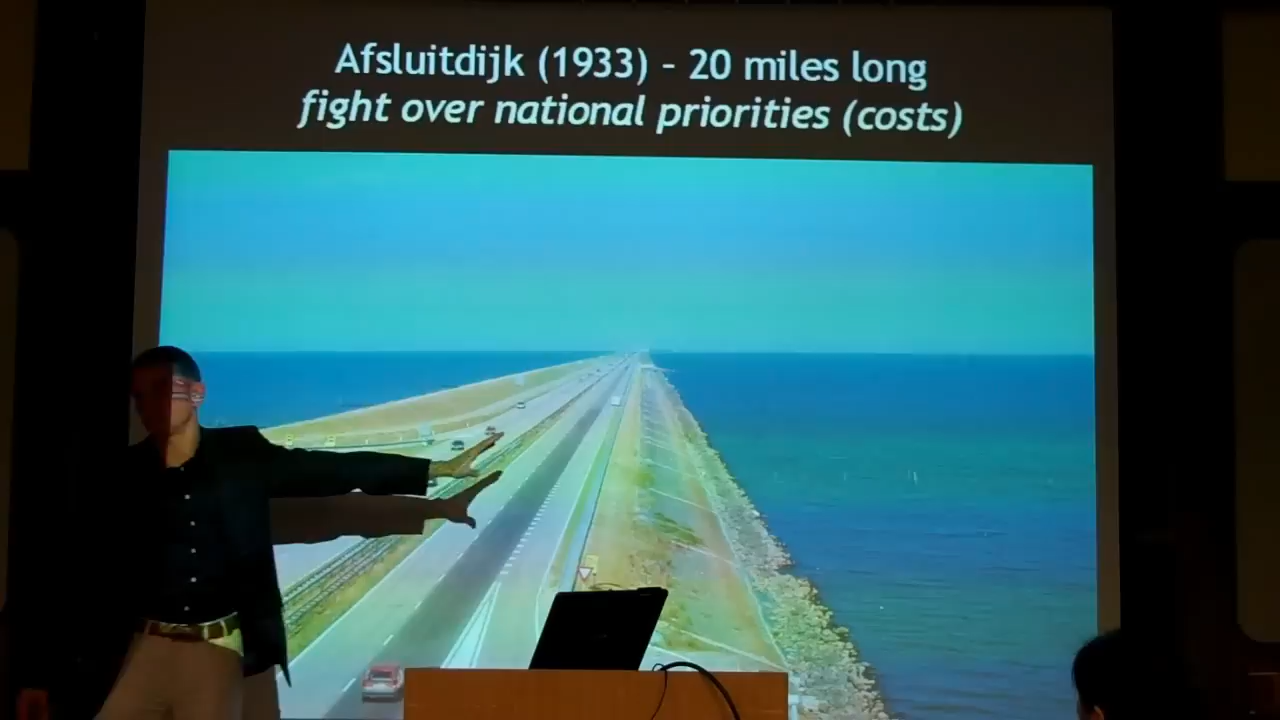 Afsluitdijk (1933) – 20 miles long
fight over national priorities (costs)